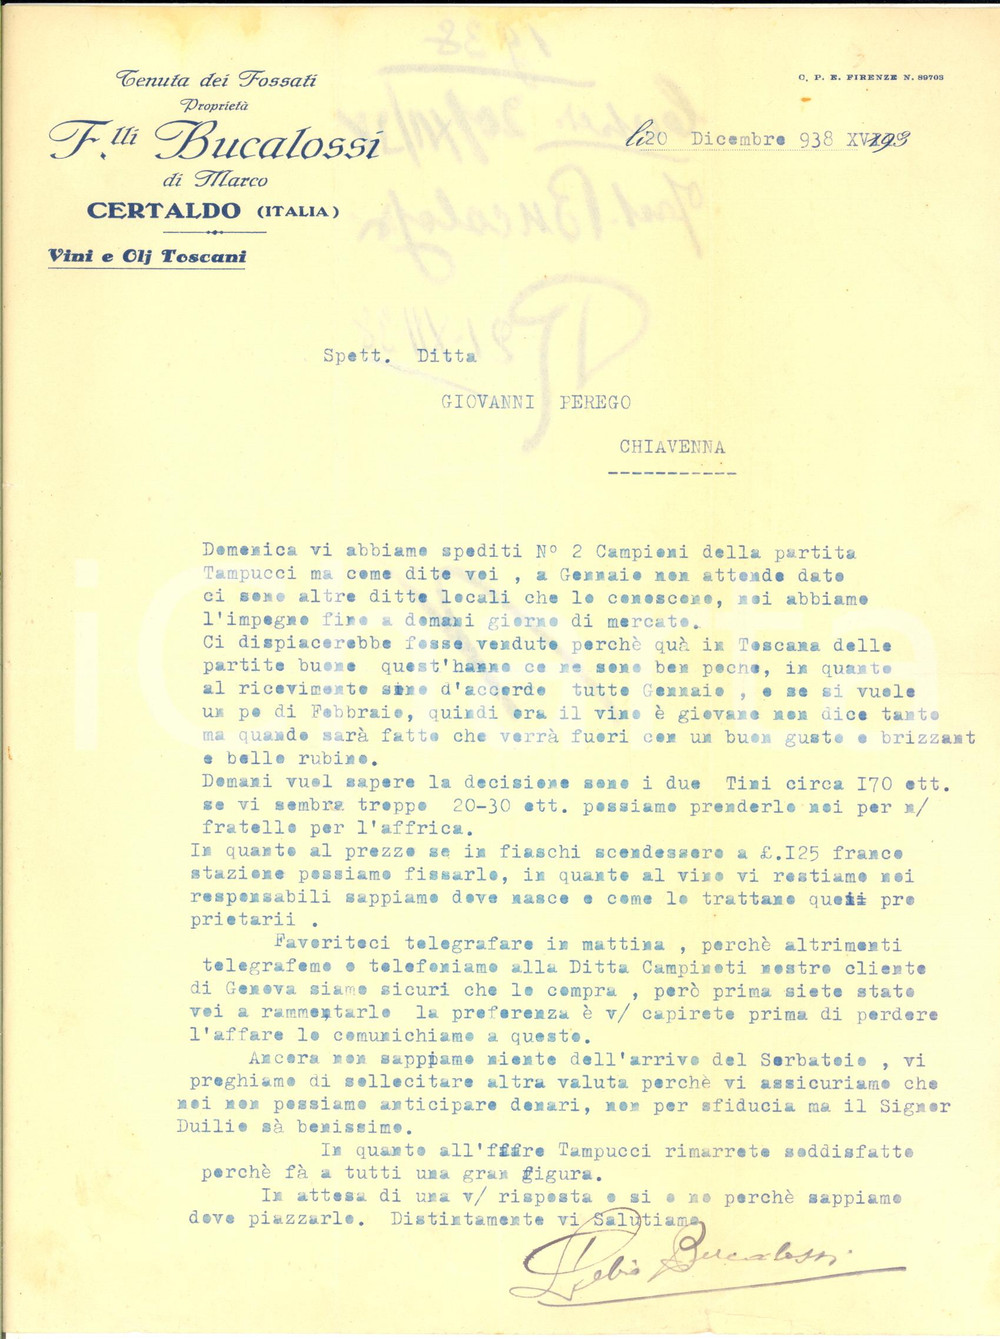 Tenuta dei Fossati
Proprietà
F.lli Bucalossi
di Marco
CERTALDO (ITALIA)
Vini e Olj Toscani
C. P. E. FIRENZE N. 89703
li 20 Dicembre 938 XVII 193
Spett. Ditta
GIOVANNI PEREGO
CHIAVENNA
Domenica vi abbiamo spediti N° 2 Campioni della partita
Tampucci ma come dite voi , a Gennaio non attende dato
ci sono altre ditte locali che lo conoscono, noi abbiamo
l'impegno fino a domani giorno di mercato.
Ci dispiacerebbe fosse venduto perchè quà in Toscana delle
partite buone quest'hanno ce ne sono ben poche, in quanto
al ricevimento sino d'accordo tutto Gennaio , e se si vuole
un po di Febbraio, quindi ora il vino è giovane non dice tanto
ma quando sarà fatto che verrà fuori con un buon gusto e brizzant
e bello rubino.
Domani vuol sapere la decisione sono i due Tini circa I70 ett.
se vi sembra troppo 20-30 ett. possiamo prenderlo noi per n/
fratello per l'affrica.
In quanto al prezzo se in fiaschi scendessero a £.I25 franco
stazione possiamo fissarlo, in quanto al vino vi restiamo noi
responsabili sappiamo dove nasce e come lo trattano quei pro
prietarii .
Favoriteci telegrafare in mattina , perchè altrimenti
telegrafemo o telefoniamo alla Ditta Campinoti nostro cliente
di Genova siamo sicuri che lo compra , però prima siete stato
voi a rammentarlo la preferenza è v/ capirete prima di perdere
l'affare lo comunichiamo a questo.
Ancora non sappiamo niente dell'arrivo del Serbatoio , vi
preghiamo di sollecitare altra valuta perchè vi assicuriamo che
noi non possiamo anticipare denari, non per sfiducia ma il Signor
Duilio sà benissimo.
In quanto all'fffre Tampucci rimarrete soddisfatto
perchè fà a tutti una gran figura.
In attesa di una v/ risposta o si o no perchè sappiamo
dove piazzarlo. Distintamente vi Salutiamo
Bucalossi